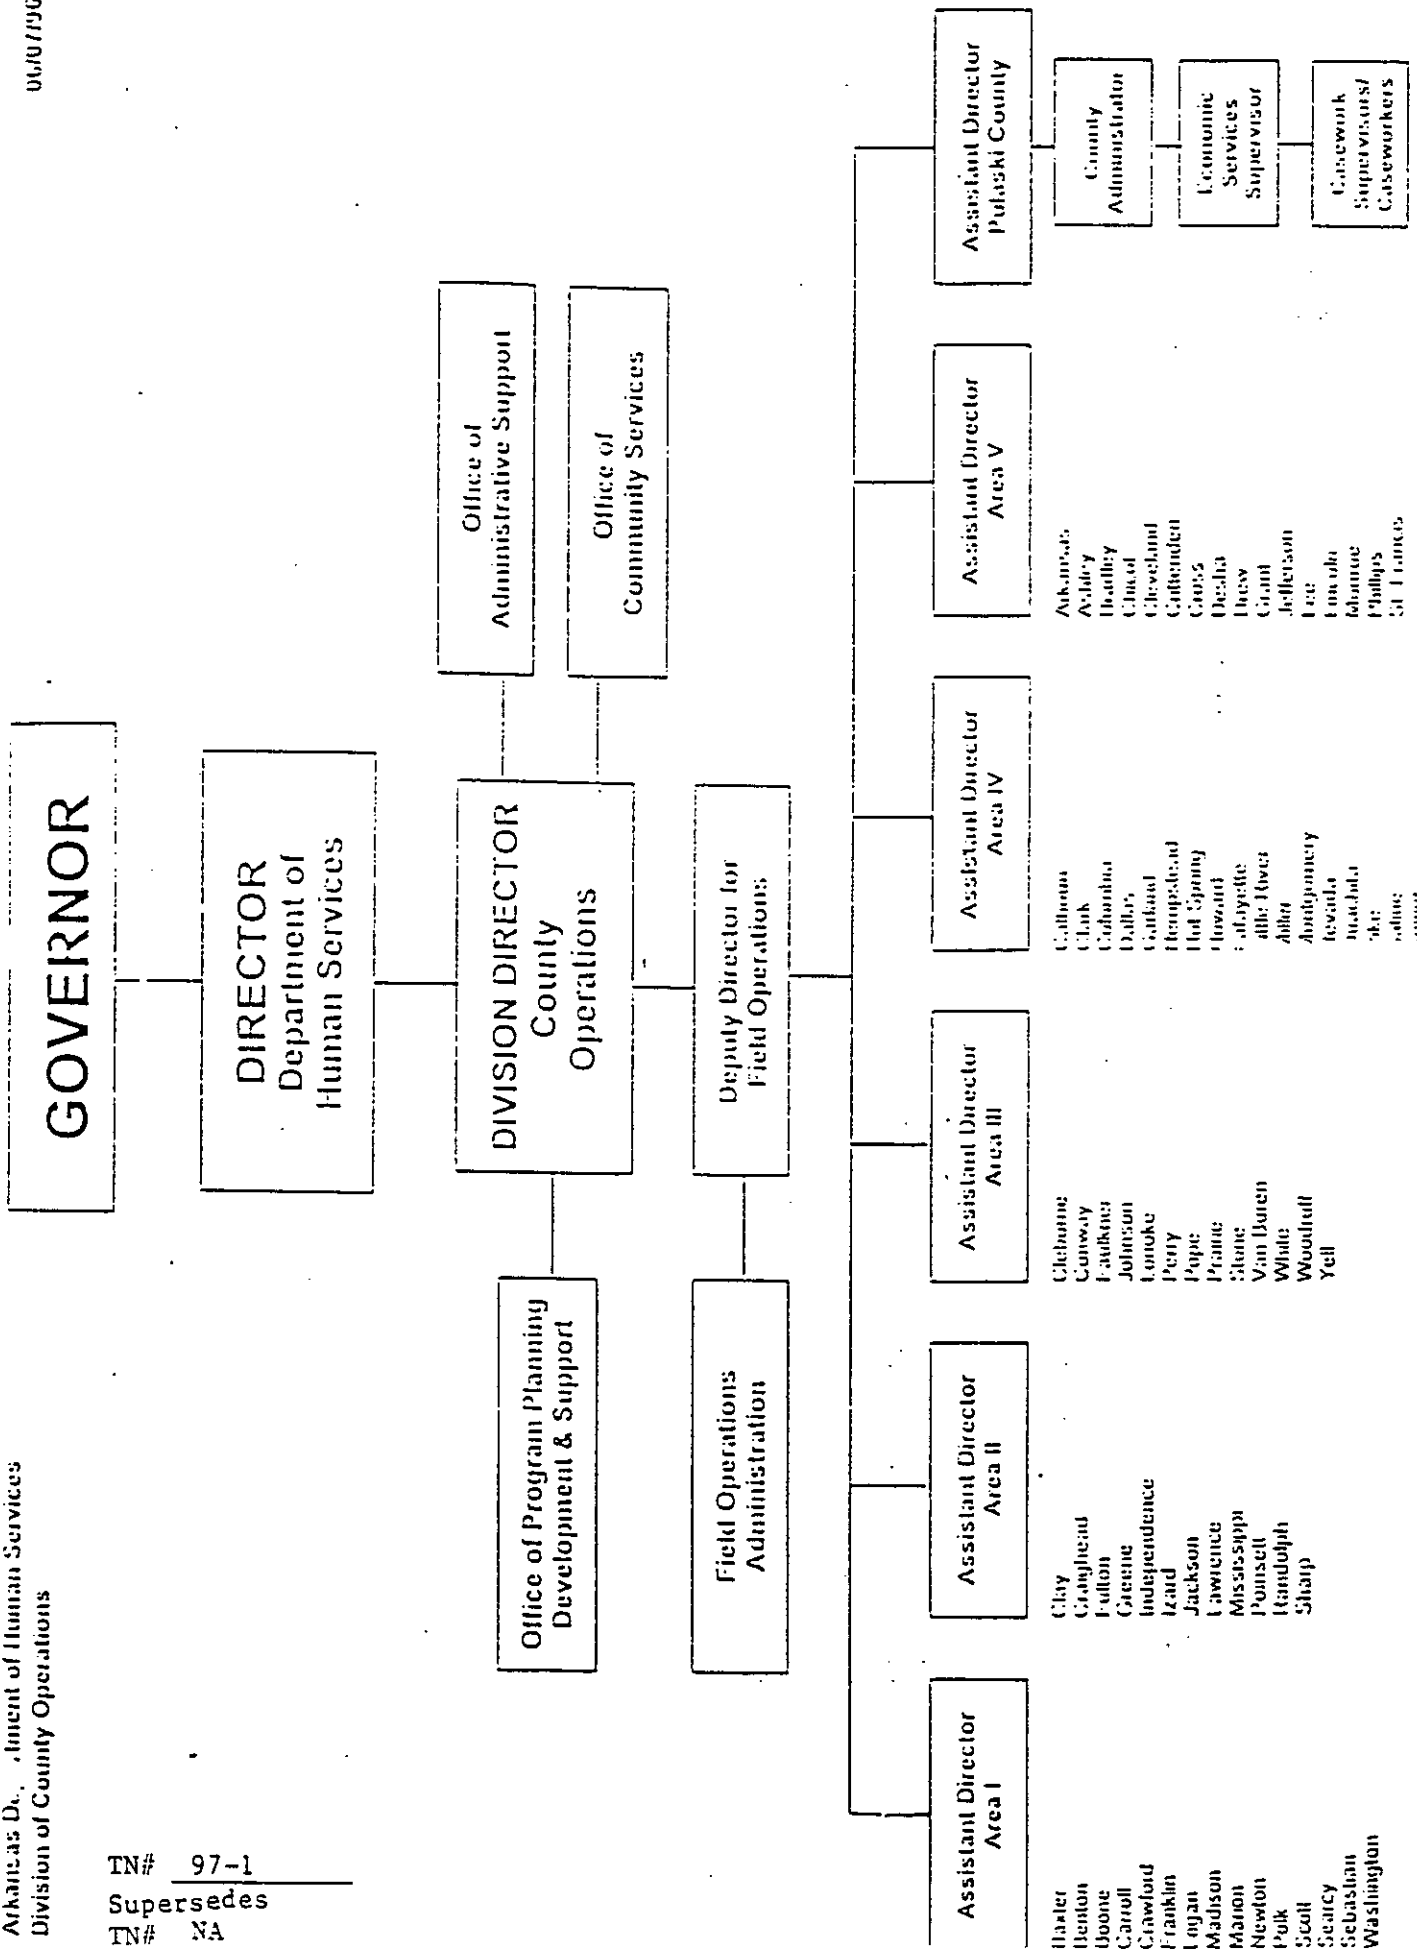 Division of County Operations
TN# 97-1
Supersedes
TN# NA
GOVERNOR
DIRECTOR
Department of
Human Services
DIVISION DIRECTOR
County
Operations
Office of
Administrative Support
Office of
Community Services
Office of Program Planning
Development & Support
Deputy Director for
Field Operations
Field Operations
Administration
Assistant Director
Area I
Baxter
Benton
Boone
Carroll
Crawford
Franklin
Logan
Madison
Marion
Newton
Polk
Scott
Searcy
Sebastian
Washington
Assistant Director
Area II
Clay
Craighead
Fulton
Greene
Independence
Izard
Jackson
Lawrence
Mississippi
Poinsett
Randolph
Sharp
Assistant Director
Area III
Cleburne
Conway
Faulkner
Johnson
Lonoke
Perry
Pope
Prairie
Stone
Van Buren
White
Woodruff
Yell
Assistant Director
Area IV
Calhoun
Clark
Columbia
Dallas
Garland
Hempstead
Hot Spring
Howard
Lafayette
Assistant Director
Area V
Arkansas
Ashley
Bradley
Chicot
Cleveland
Crittenden
Cross
Desha
Drew
Grant
Jefferson
Lee
Lincoln
Monroe
Phillips
St. Francis
Assistant Director
Pulaski County
County
Administrator
Economic
Services
Supervisor
Casework
Supervisors/
Caseworkers